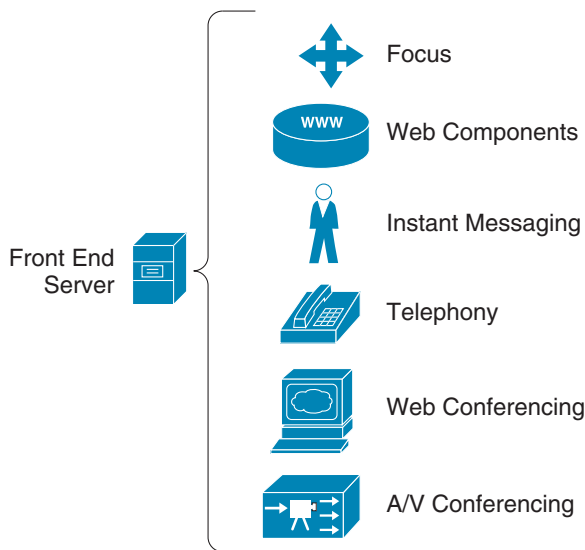 Focus
WWW
Web Components
Instant Messaging
Front End
Server
Telephony
Web Conferencing
A/V Conferencing